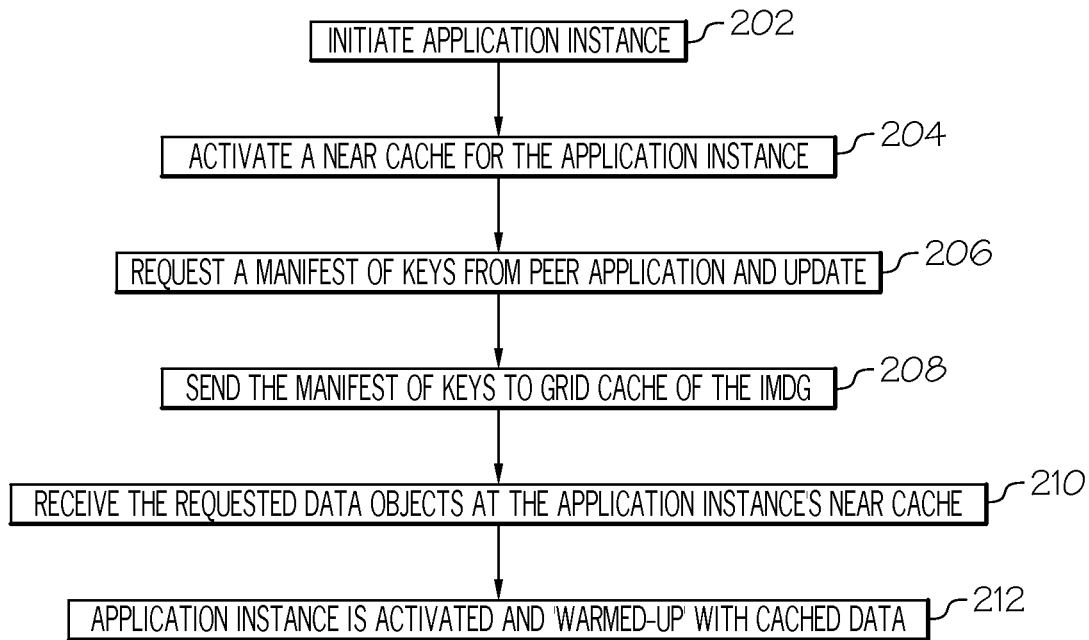 INITIATE APPLICATION INSTANCE 202
ACTIVATE A NEAR CACHE FOR THE APPLICATION INSTANCE 204
REQUEST A MANIFEST OF KEYS FROM PEER APPLICATION AND UPDATE 206
SEND THE MANIFEST OF KEYS TO GRID CACHE OF THE IMDG 208
RECEIVE THE REQUESTED DATA OBJECTS AT THE APPLICATION INSTANCE'S NEAR CACHE 210
APPLICATION INSTANCE IS ACTIVATED AND 'WARMED-UP' WITH CACHED DATA 212